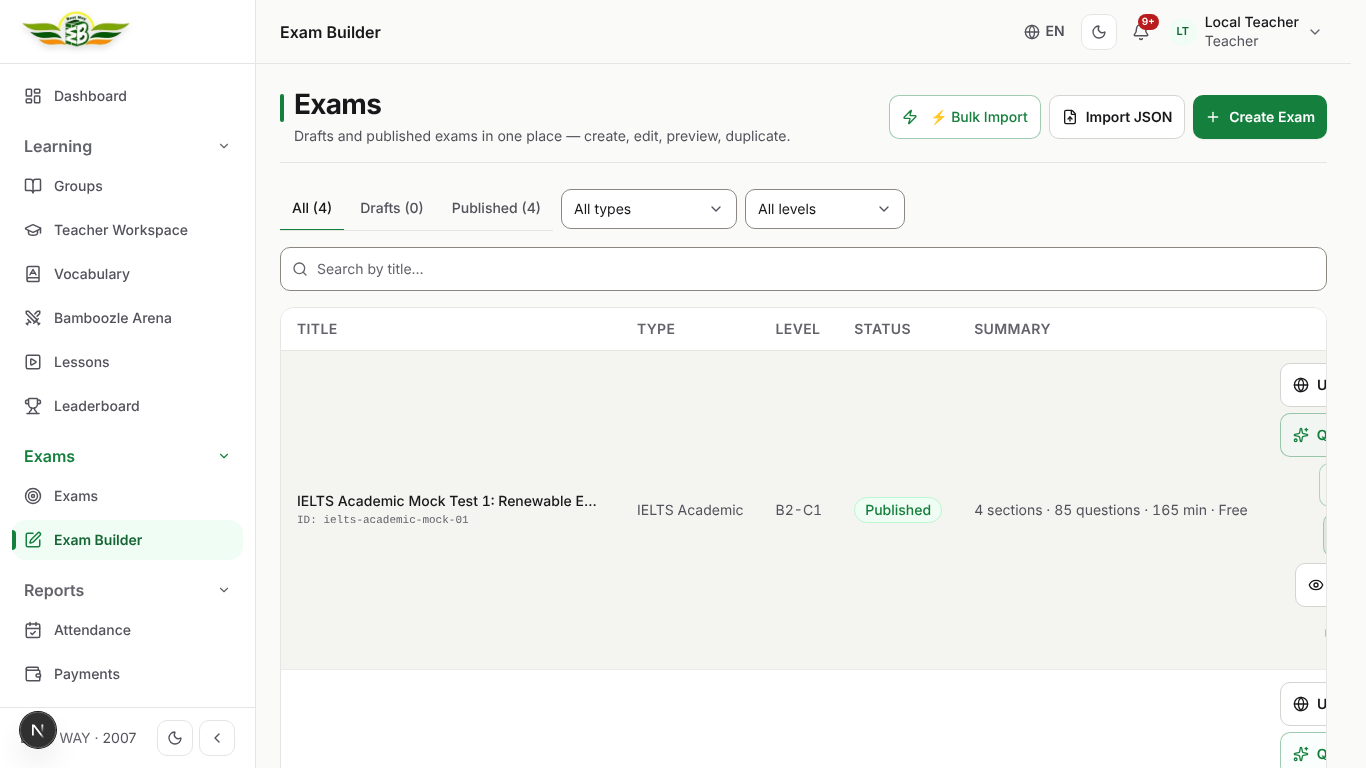 Exam Builder
EN
9+
LT
Local Teacher
Teacher
Dashboard
Learning
Groups
Teacher Workspace
Vocabulary
Bamboozle Arena
Lessons
Leaderboard
Exams
Exams
Exam Builder
Reports
Attendance
Payments
N
WAY · 2007
Exams
Drafts and published exams in one place — create, edit, preview, duplicate.
⚡ Bulk Import
Import JSON
Create Exam
All (4)
Drafts (0)
Published (4)
All types
All levels
Search by title...
TITLE
TYPE
LEVEL
STATUS
SUMMARY
IELTS Academic Mock Test 1: Renewable E...
ID: ielts-academic-mock-01
IELTS Academic
B2-C1
Published
4 sections · 85 questions · 165 min · Free